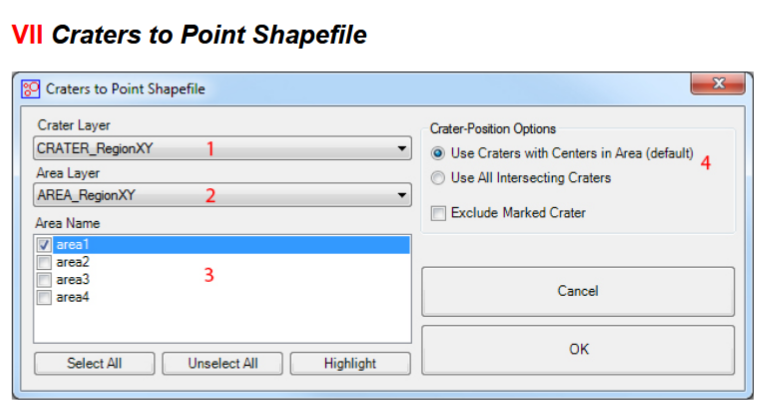 VII Craters to Point Shapefile
Craters to Point Shapefile
Crater Layer
CRATER_RegionXY 1
Area Layer
AREA_RegionXY 2
Area Name
area1
area2
area3
area4
3
Select All Unselect All Highlight
Crater-Position Options
Use Craters with Centers in Area (default)
4
Use All Intersecting Craters
Exclude Marked Crater
Cancel
OK